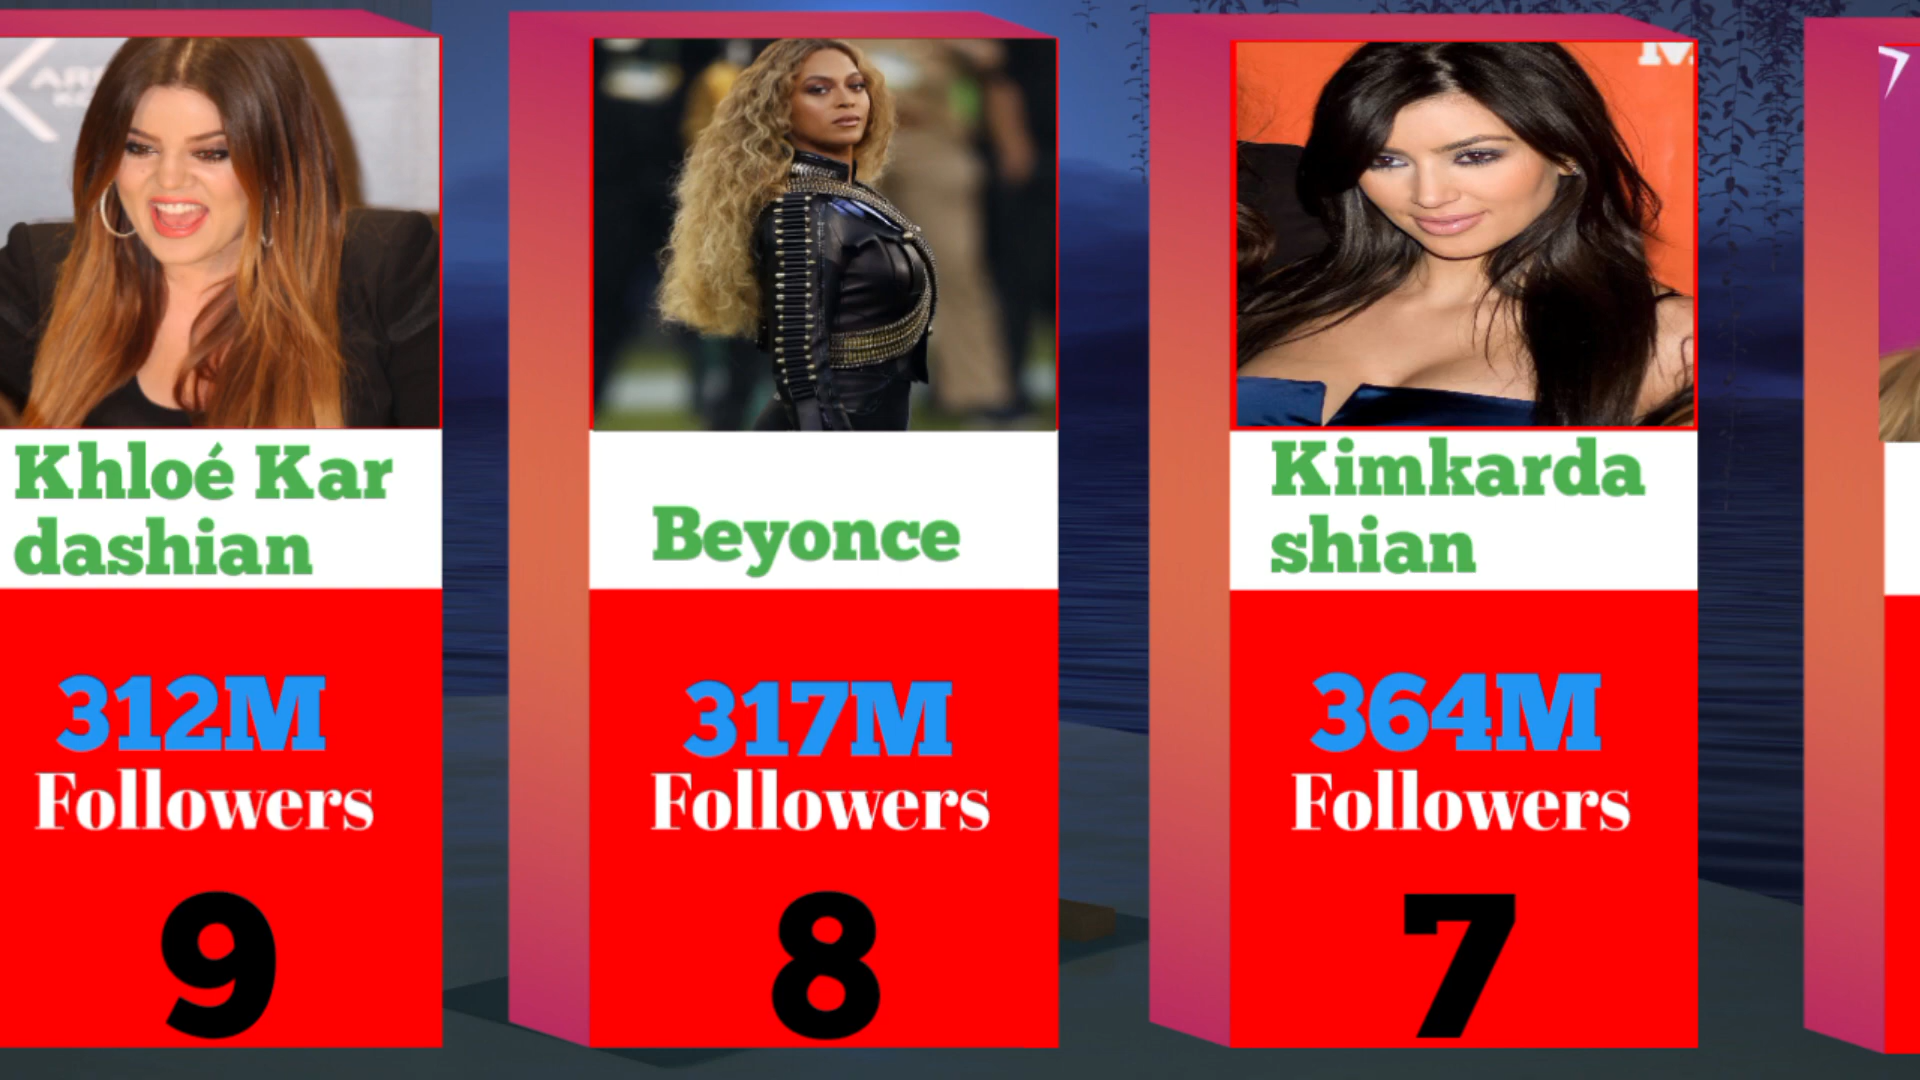 Khloé Kar
dashian
312M
Followers
9
Beyonce
317M
Followers
8
Kimkarda
shian
364M
Followers
7